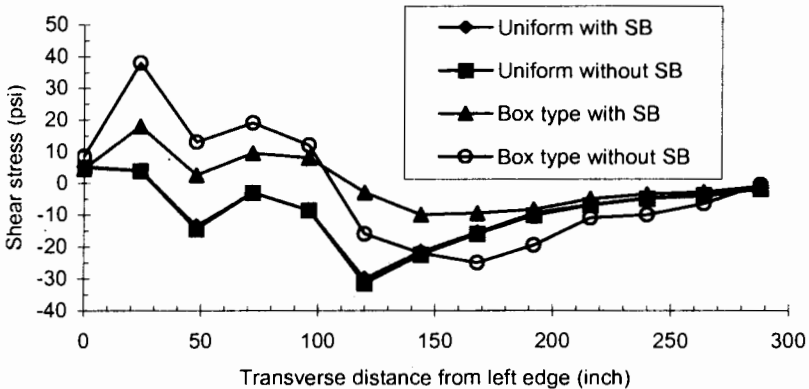 50
40
30
20
10
0
-10
-20
-30
-40
Shear stress (psi)
Uniform with SB
Uniform without SB
Box type with SB
Box type without SB
0
50
100
150
200
250
300
Transverse distance from left edge (inch)